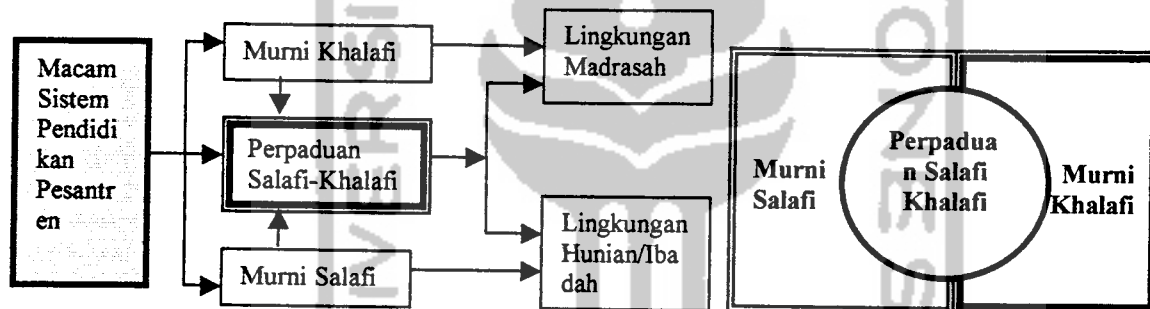 Macam
Sistem
Pendidi
kan
Pesantr
en
Murni Khalafi
Perpaduan
Salafi-Khalafi
Murni Salafi
Lingkungan
Madrasah
Lingkungan
Hunian/Iba
dah
Murni
Salafi
Perpadua
n Salafi
Khalafi
Murni
Khalafi